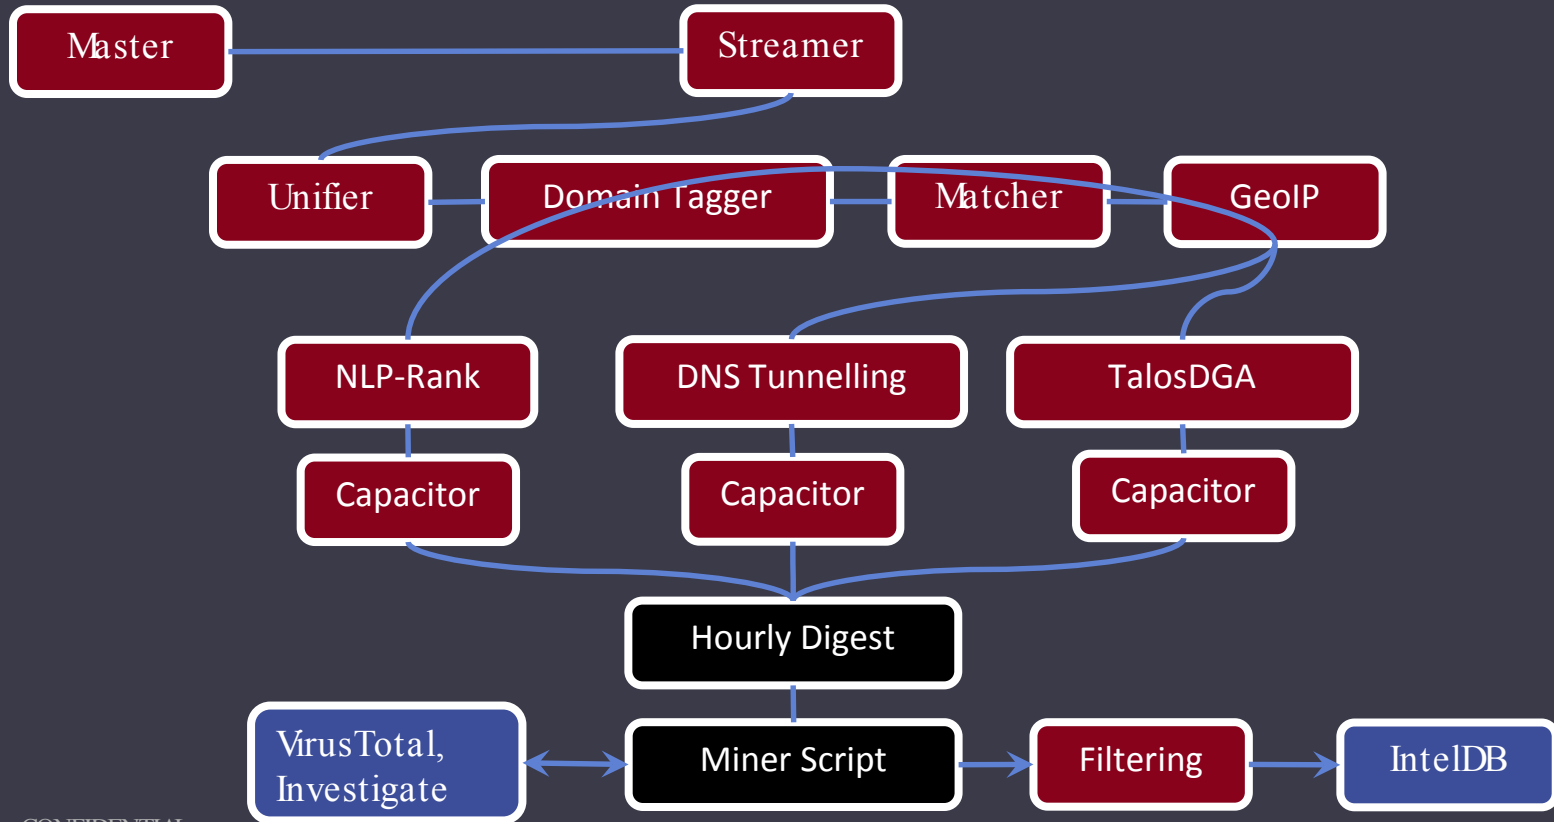 Master
Streamer
Unifier
Domain Tagger
Matcher
GeoIP
NLP-Rank
DNS Tunnelling
TalosDGA
Capacitor
Capacitor
Capacitor
Hourly Digest
VirusTotal,
Investigate
Miner Script
Filtering
IntelDB
CONFIDENTIAL